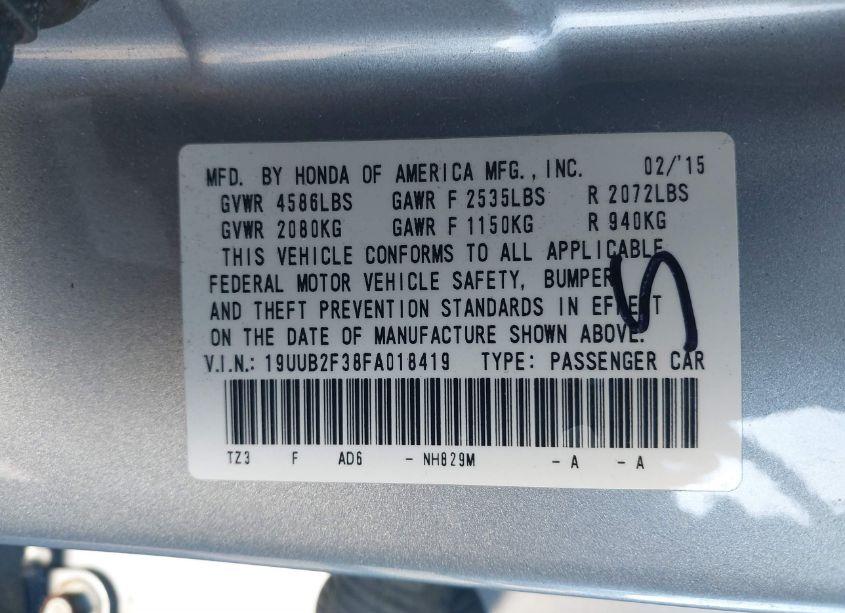 MFD. BY HONDA OF AMERICA MFG., INC. 02/'15
GVWR 4586LBS GAWR F 2535LBS R 2072LBS
GVWR 2080KG GAWR F 1150KG R 940KG
THIS VEHICLE CONFORMS TO ALL APPLICABLE
FEDERAL MOTOR VEHICLE SAFETY, BUMPER
AND THEFT PREVENTION STANDARDS IN EFFECT
ON THE DATE OF MANUFACTURE SHOWN ABOVE.
V.I.N.: 19UUB2F38FA018419 TYPE: PASSENGER CAR
TZ3 F AD6 - NH829M - A - A